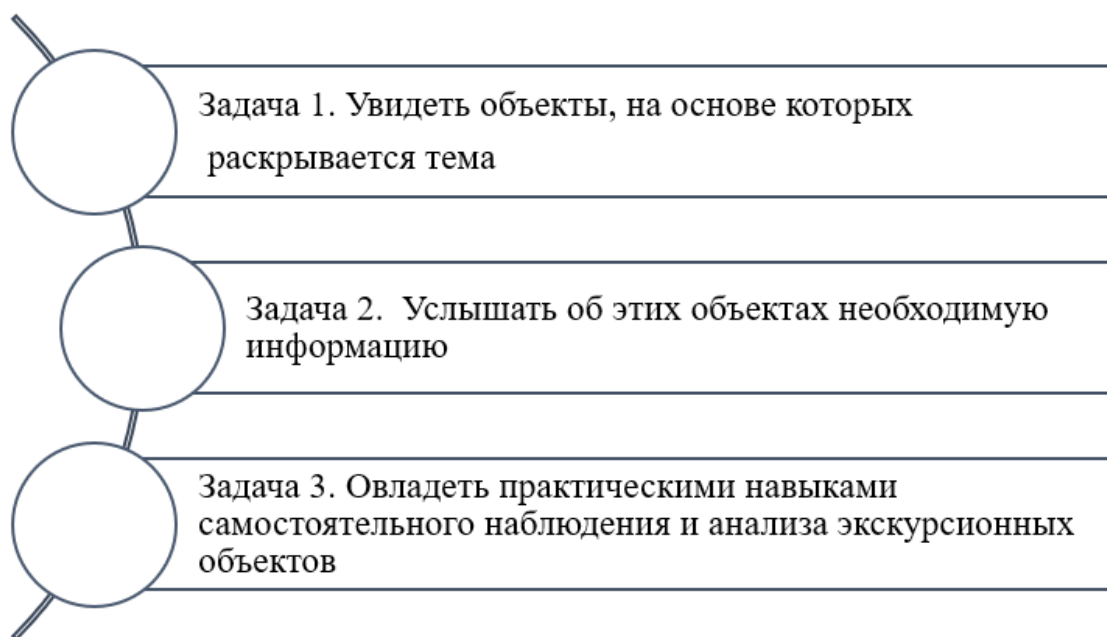 Задача 1. Увидеть объекты, на основе которых
раскрывается тема
Задача 2. Услышать об этих объектах необходимую
информацию
Задача 3. Овладеть практическими навыками
самостоятельного наблюдения и анализа экскурсионных
объектов